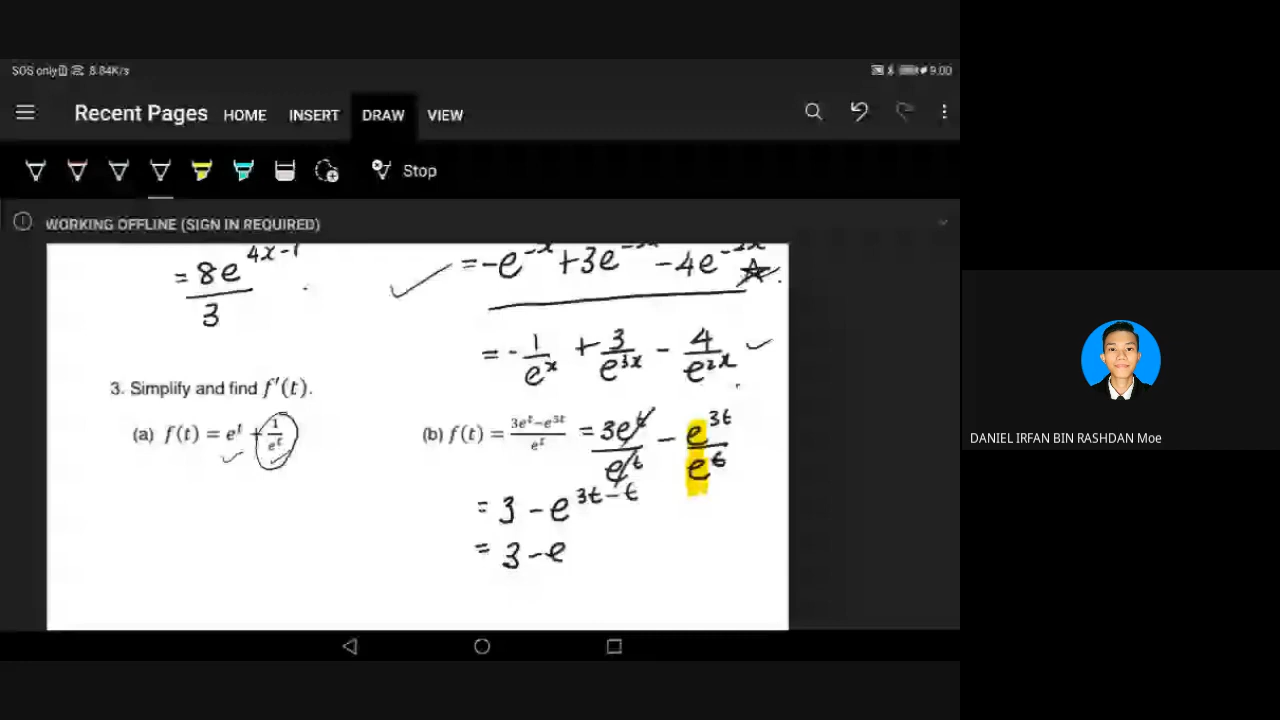 SOS only 8.84K/s 9.00
Recent Pages HOME INSERT DRAW VIEW
Stop
WORKING OFFLINE (SIGN IN REQUIRED)
= 8e^{4x-1}
3
= -e^{-x} + 3e^{-3x} - 4e^{-2x}
= - 1/e^x + 3/e^{3x} - 4/e^{2x}
3. Simplify and find f'(t).
(a) f(t) = e^t + 1/e^t
(b) f(t) = 3e^t-e^{3t}/e^t = 3e^t/e^t - e^{3t}/e^t
= 3 - e^{3t-t}
= 3 - e
DANIEL IRFAN BIN RASHDAN Moe